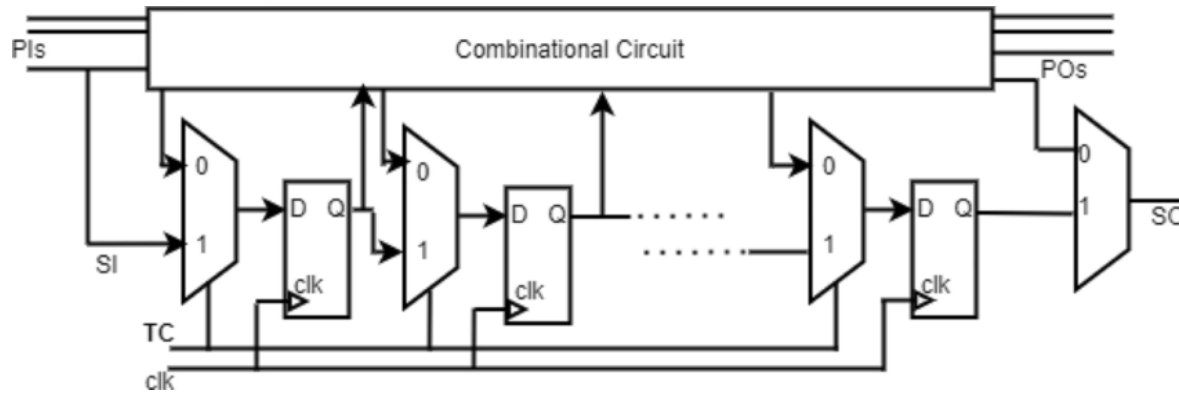 Combinational Circuit
PIs
POs
0
0
0
0
D Q
D Q
D Q
1
1
1
1
SI
SO
clk
clk
clk
TC
clk